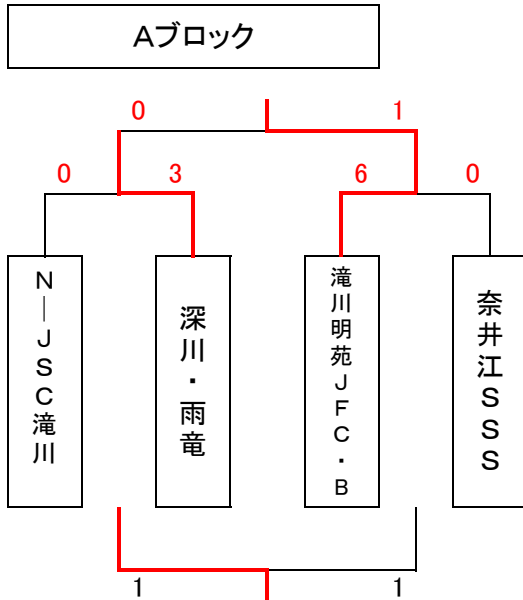 Aブロック
0 1
0 3 6 0
N―JSC滝川
深川・雨竜
滝川明苑JFC・B
奈井江SSS
1 1